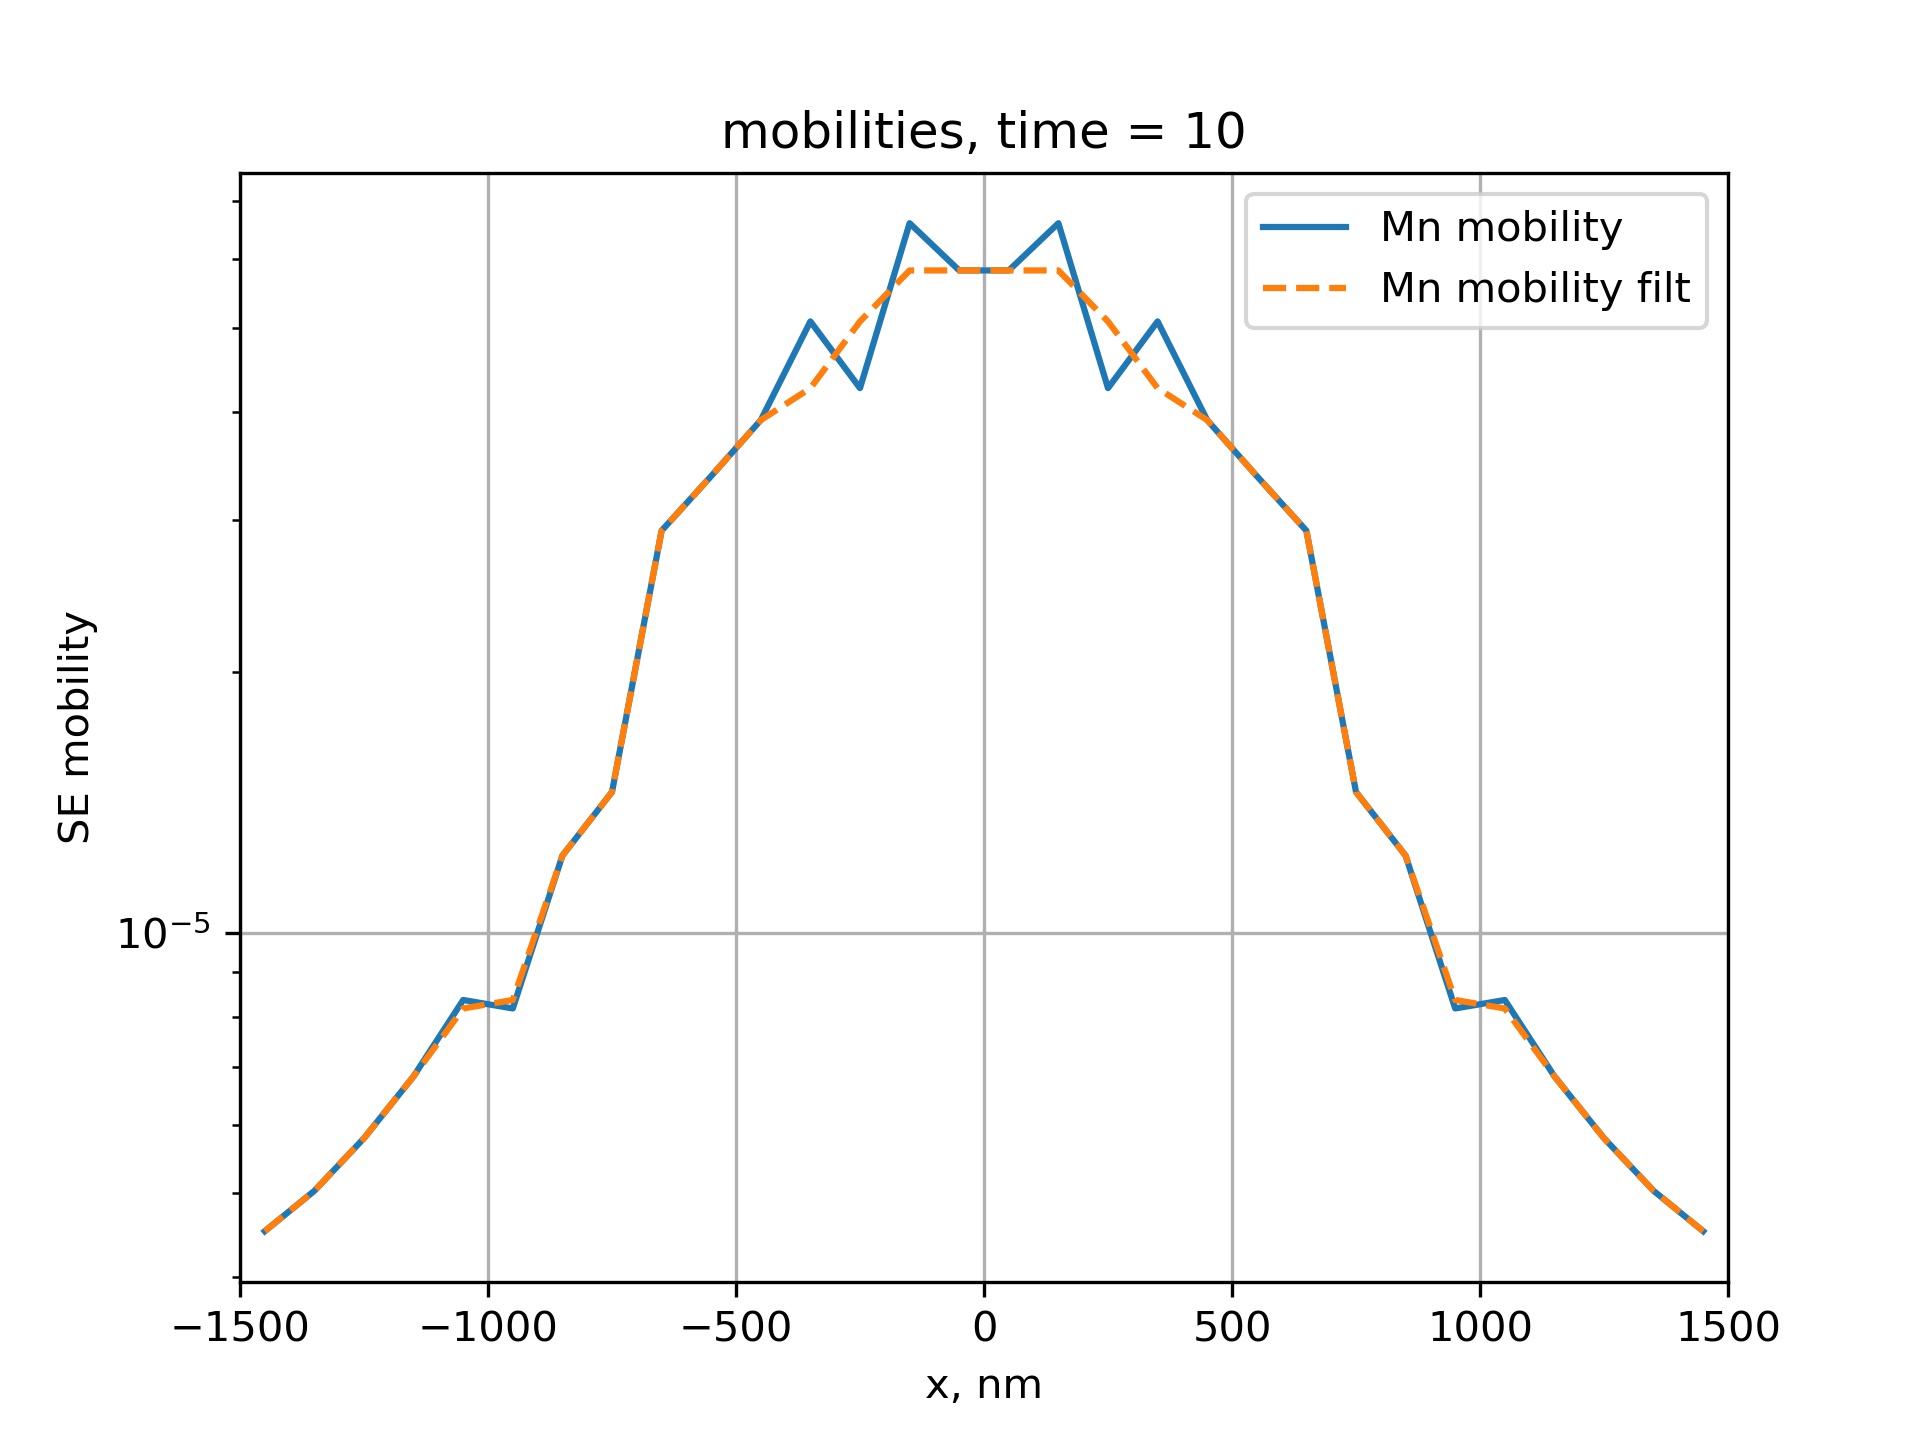 mobilities, time = 10
Mn mobility
Mn mobility filt
SE mobility
10⁻⁵
−1500 −1000 −500 0 500 1000 1500
x, nm